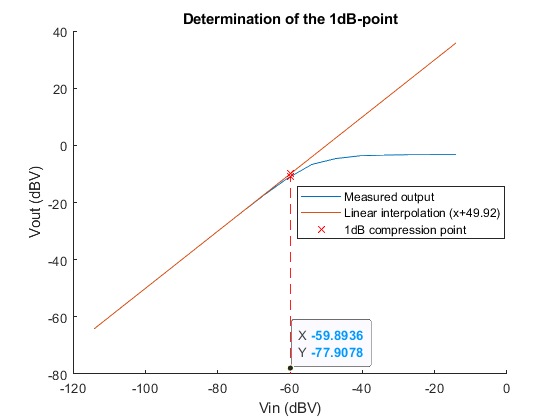 Determination of the 1dB-point
40
20
0
-20
-40
-60
-80
Vout (dBV)
Measured output
Linear interpolation (x+49.92)
1dB compression point
X -59.8936
Y -77.9078
-120 -100 -80 -60 -40 -20 0
Vin (dBV)